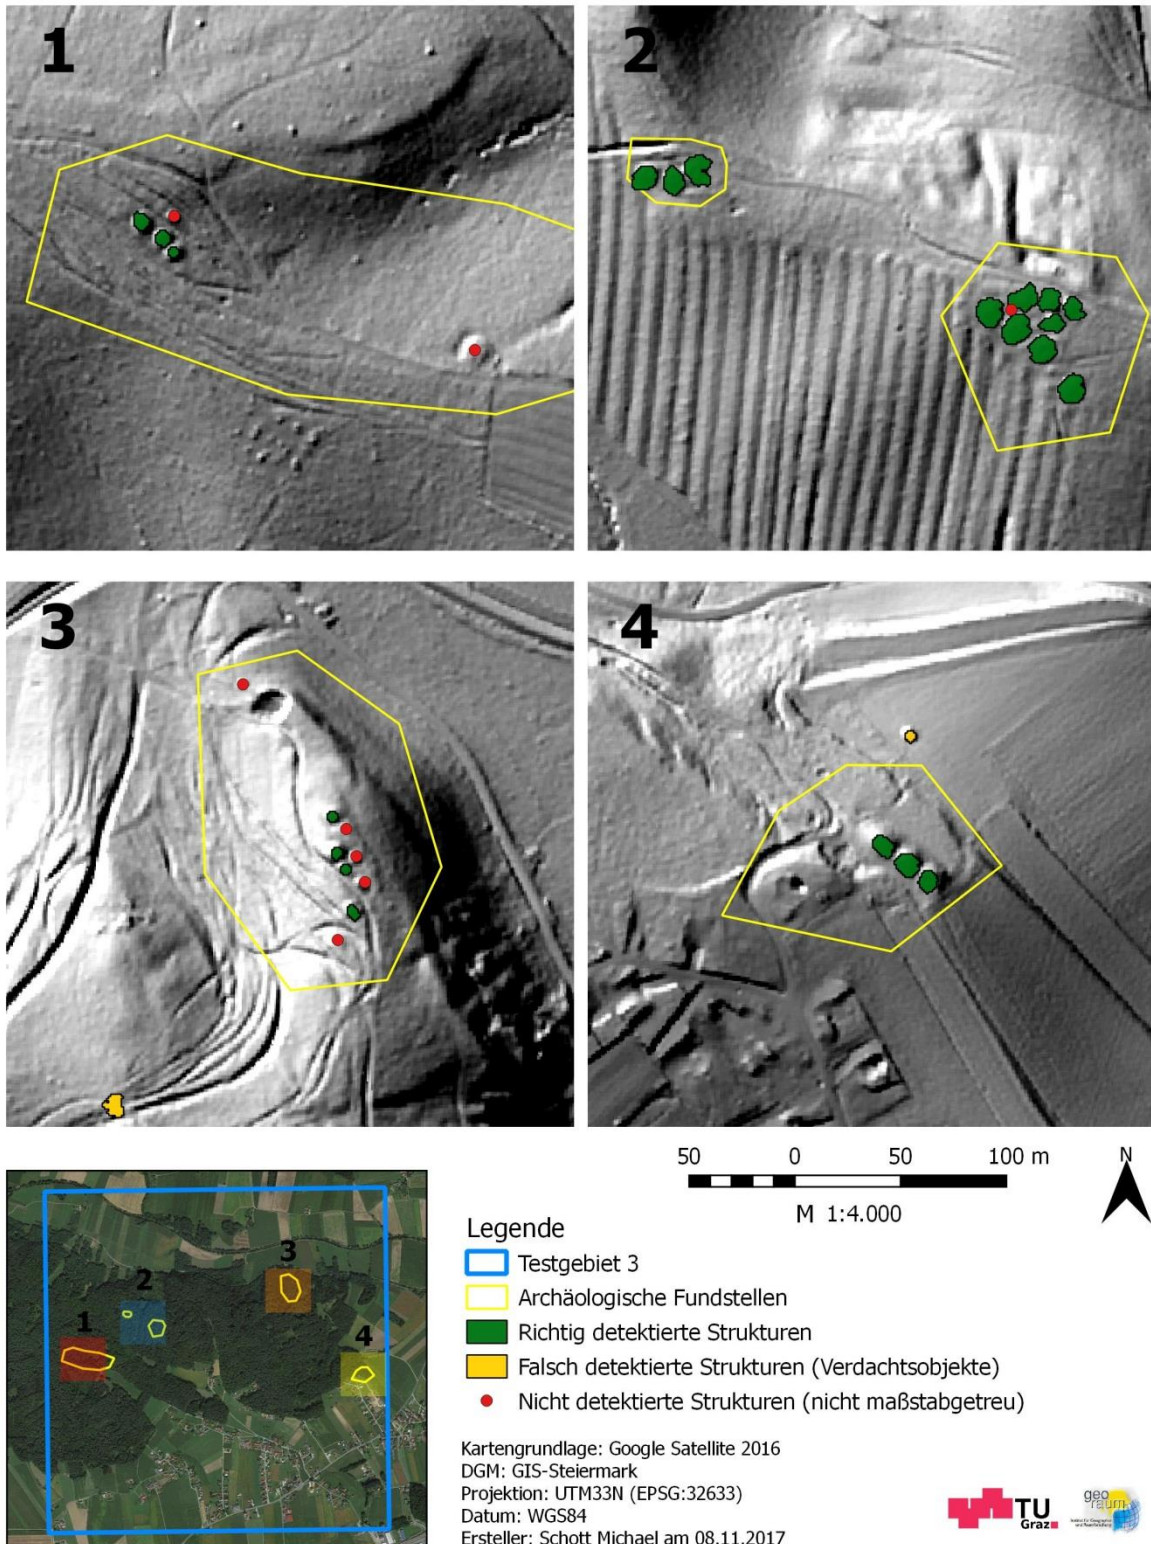 1
2
3
4
50 0 50 100 m
M 1:4.000
N
1
2
3
4
Legende
Testgebiet 3
Archäologische Fundstellen
Richtig detektierte Strukturen
Falsch detektierte Strukturen (Verdachtsobjekte)
Nicht detektierte Strukturen (nicht maßstabgetreu)
Kartengrundlage: Google Satellite 2016
DGM: GIS-Steiermark
Projektion: UTM33N (EPSG:32633)
Datum: WGS84
Ersteller: Schott Michael am 08.11.2017
TU
Graz
geo
raum